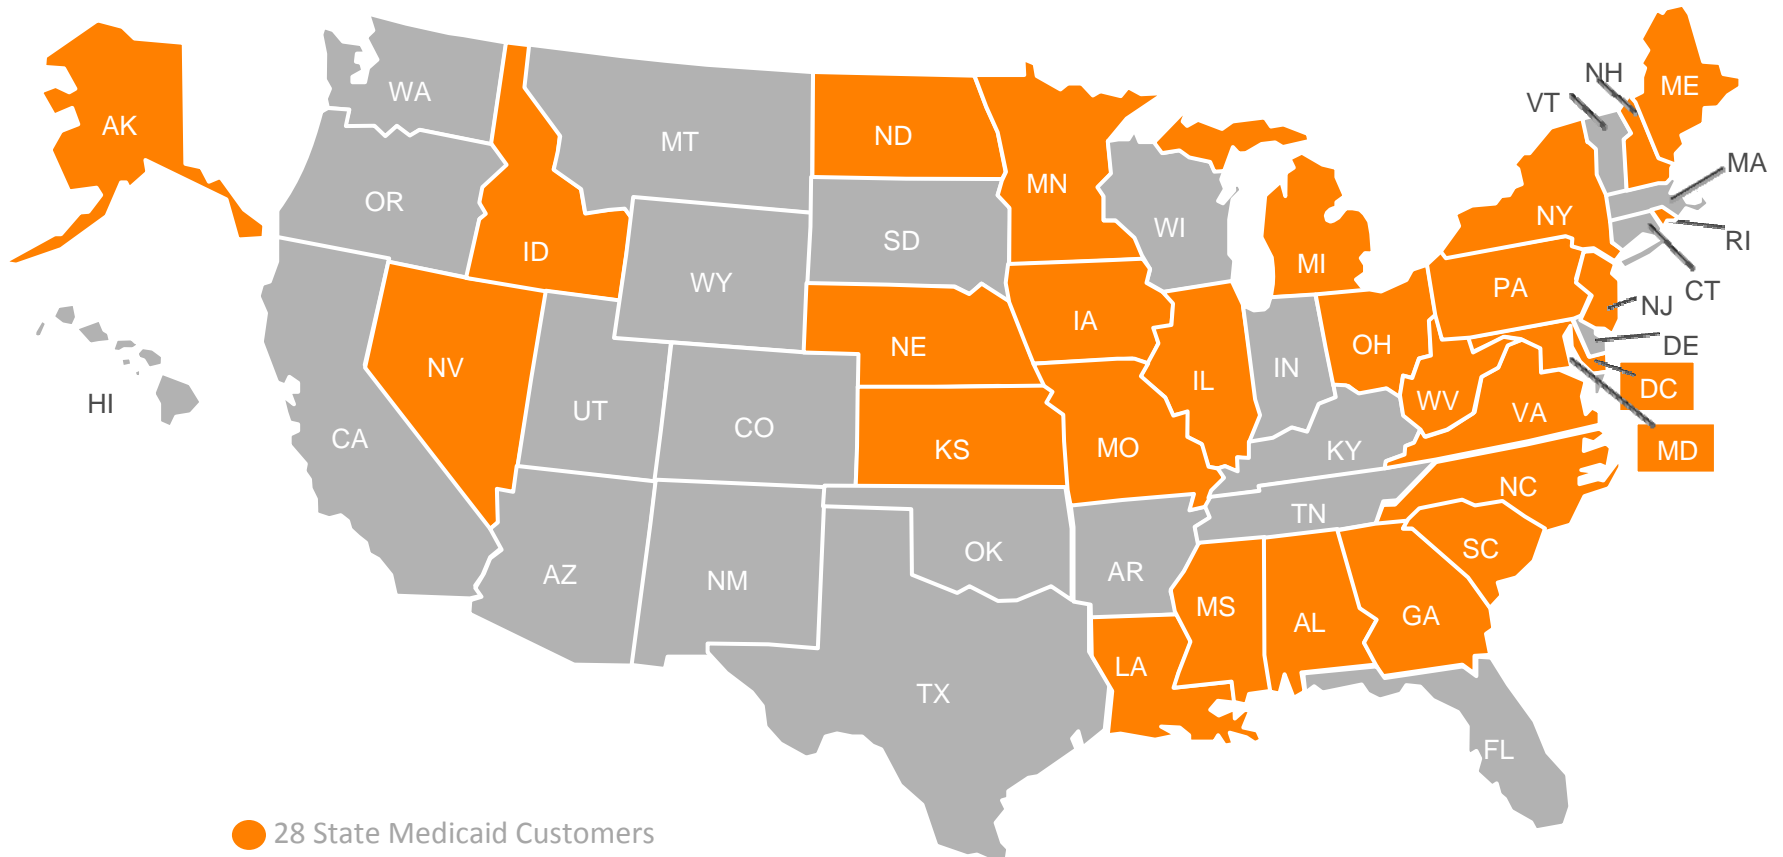 NH
ME
WA
VT
AK
ND
MT
MA
MN
OR
NY
WI
SD
RI
ID
MI
WY
PA
CT
NJ
IA
OH
NE
DE
NV
IN
IL
DC
WV
HI
UT
VA
CO
CA
KS
MO
KY
MD
NC
TN
OK
SC
AR
AZ
NM
MS
GA
AL
LA
TX
FL
28 State Medicaid Customers